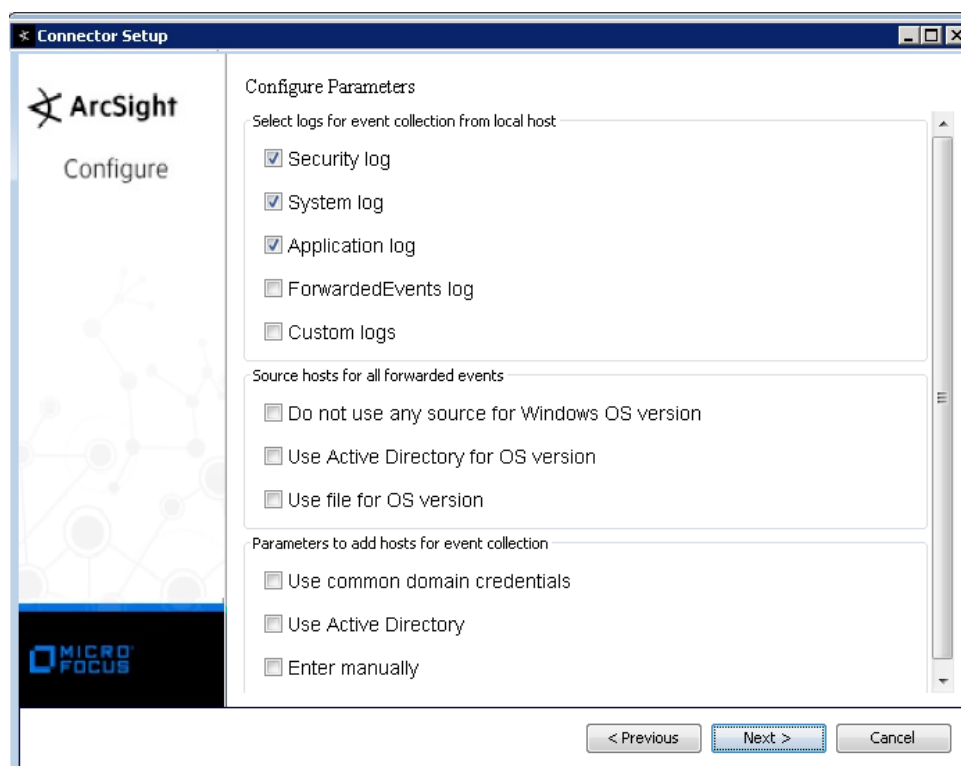 Connector Setup
ArcSight
Configure
Configure Parameters
Select logs for event collection from local host
Security log
System log
Application log
ForwardedEvents log
Custom logs
Source hosts for all forwarded events
Do not use any source for Windows OS version
Use Active Directory for OS version
Use file for OS version
Parameters to add hosts for event collection
Use common domain credentials
Use Active Directory
Enter manually
MICRO
FOCUS
< Previous
Next >
Cancel